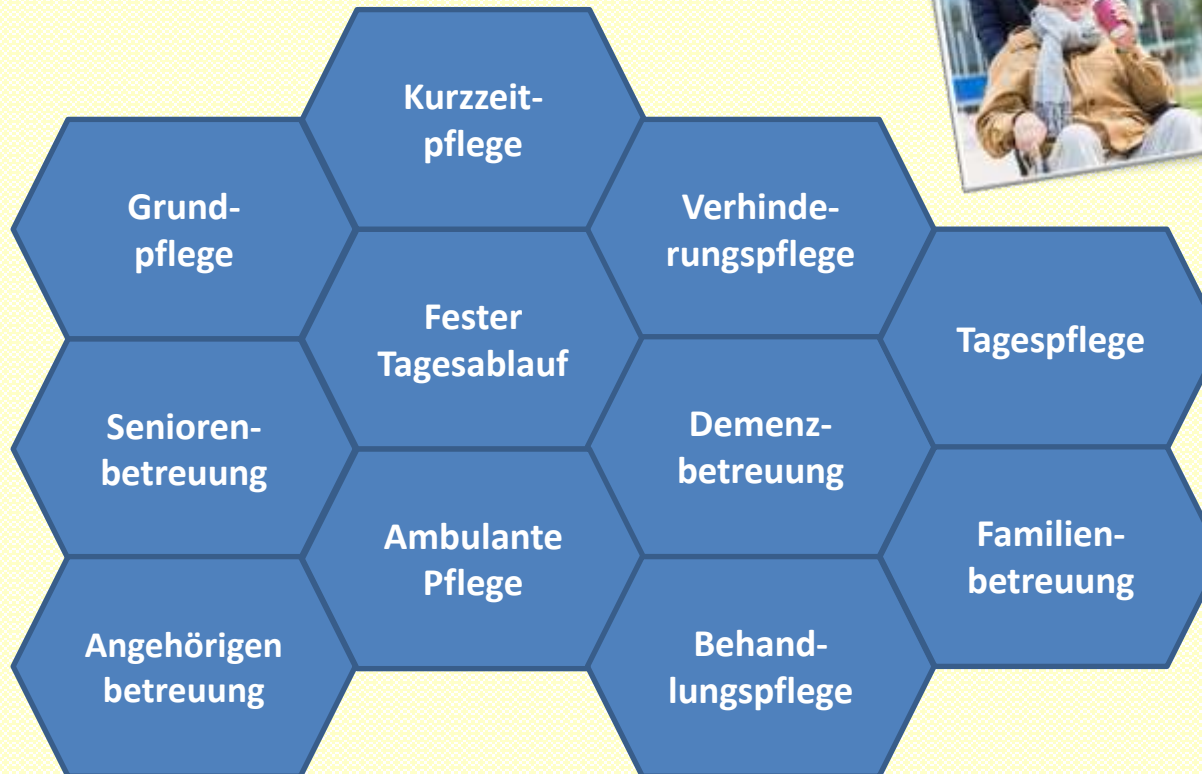 Kurzzeit-
pflege
Grund-
pflege
Verhinde-
rungspflege
Fester
Tagesablauf
Tagespflege
Senioren-
betreuung
Demenz-
betreuung
Ambulante
Pflege
Familien-
betreuung
Angehörigen
betreuung
Behand-
lungspflege